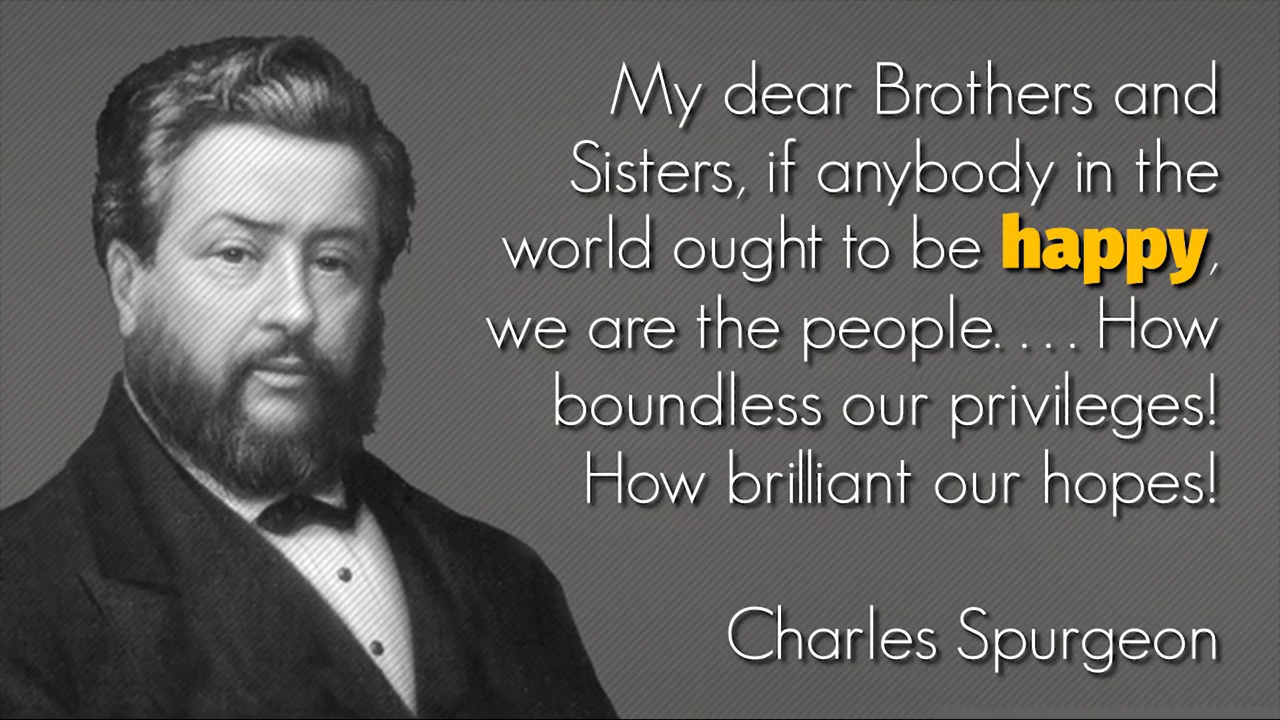 My dear Brothers and
Sisters, if anybody in the
world ought to be happy,
we are the people. . . . How
boundless our privileges!
How brilliant our hopes!
Charles Spurgeon